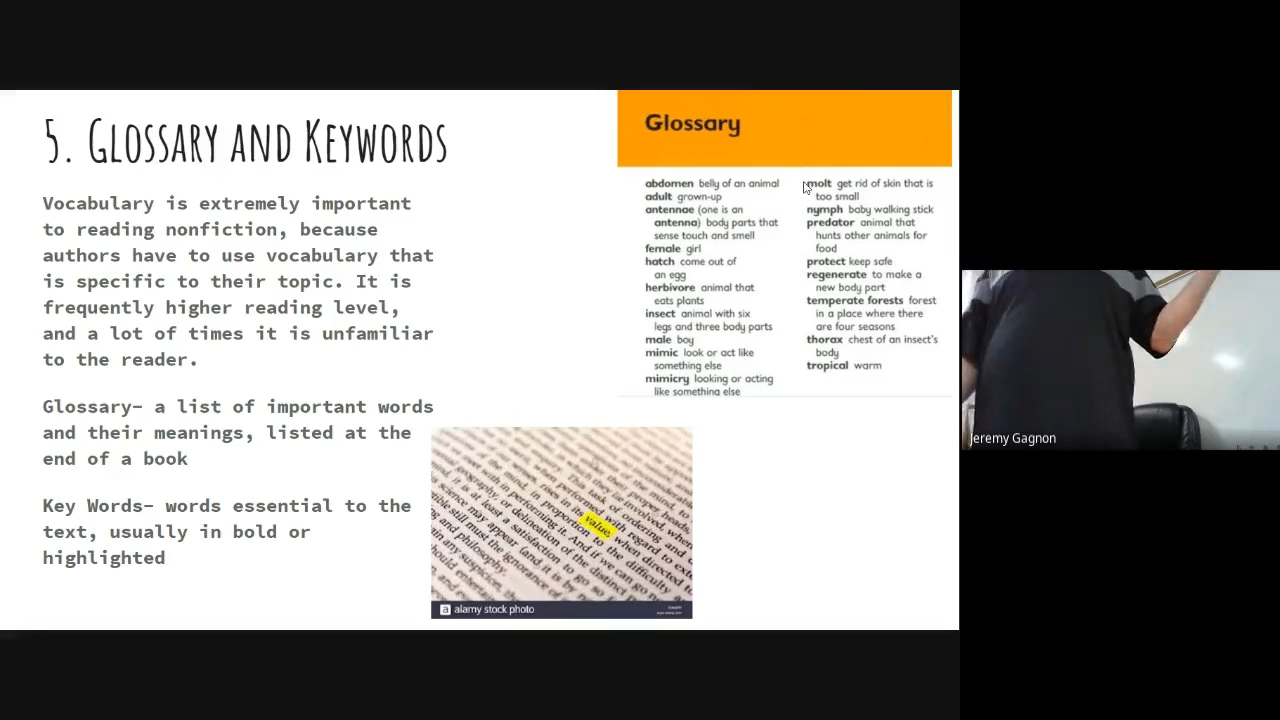 5. Glossary and Keywords
Vocabulary is extremely important
to reading nonfiction, because
authors have to use vocabulary that
is specific to their topic. It is
frequently higher reading level,
and a lot of times it is unfamiliar
to the reader.
Glossary- a list of important words
and their meanings, listed at the
end of a book
Key Words- words essential to the
text, usually in bold or
highlighted
Glossary
abdomen belly of an animal
adult grown-up
antennae (one is an
antenna) body parts that
sense touch and smell
female girl
hatch come out of
an egg
herbivore animal that
eats plants
insect animal with six
legs and three body parts
male boy
mimic look or act like
something else
mimicry looking or acting
like something else
molt get rid of skin that is
too small
nymph baby walking stick
predator animal that
hunts other animals for
food
protect keep safe
regenerate to make a
new body part
temperate forests forest
in a place where there
are four seasons
thorax chest of an insect's
body
tropical warm
value,
a alamy stock photo
Jeremy Gagnon